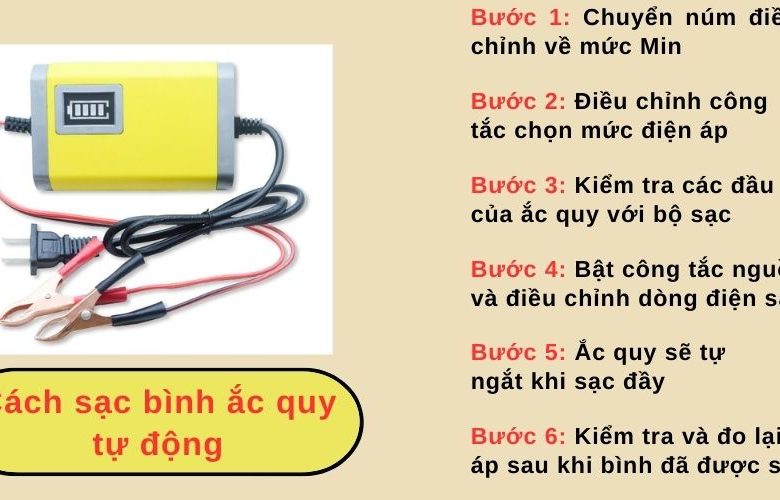 Cách sạc bình ắc quy
tự động
Bước 1: Chuyển núm
chỉnh về mức Min
Bước 2: Điều chỉnh công
tắc chọn mức điện áp
Bước 3: Kiểm tra các đầu
của ắc quy với bộ sạc
Bước 4: Bật công tắc
và điều chỉnh dòng điện
Bước 5: Ắc quy sẽ tự
ngắt khi sạc đầy
Bước 6: Kiểm tra và đo lại
áp sau khi bình đã được